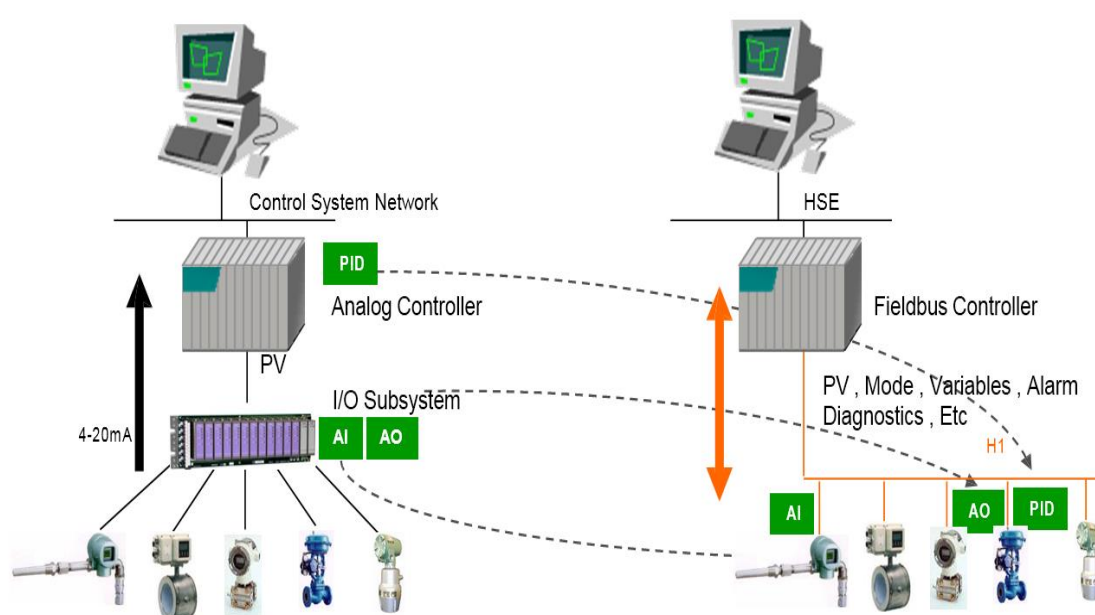 Control System Network
HSE
PID
Analog Controller
Fieldbus Controller
PV
PV , Mode , Variables , Alarm
Diagnostics , Etc
I/O Subsystem
4-20mA
AI
AO
H1
AI
AO
PID